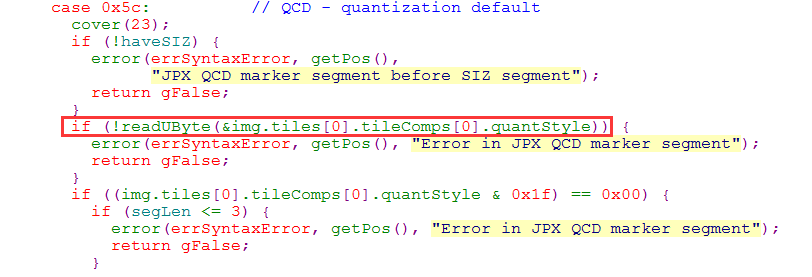 case 0x5c:			// QCD - quantization default
cover(23);
if (!haveSIZ) {
error(errSyntaxError, getPos(),
"JPX QCD marker segment before SIZ segment");
return gFalse;
}
if (!readUByte(&img.tiles[0].tileComps[0].quantStyle)) {
error(errSyntaxError, getPos(), "Error in JPX QCD marker segment");
return gFalse;
}
if ((img.tiles[0].tileComps[0].quantStyle & 0x1f) == 0x00) {
if (segLen <= 3) {
error(errSyntaxError, getPos(), "Error in JPX QCD marker segment");
return gFalse;
}